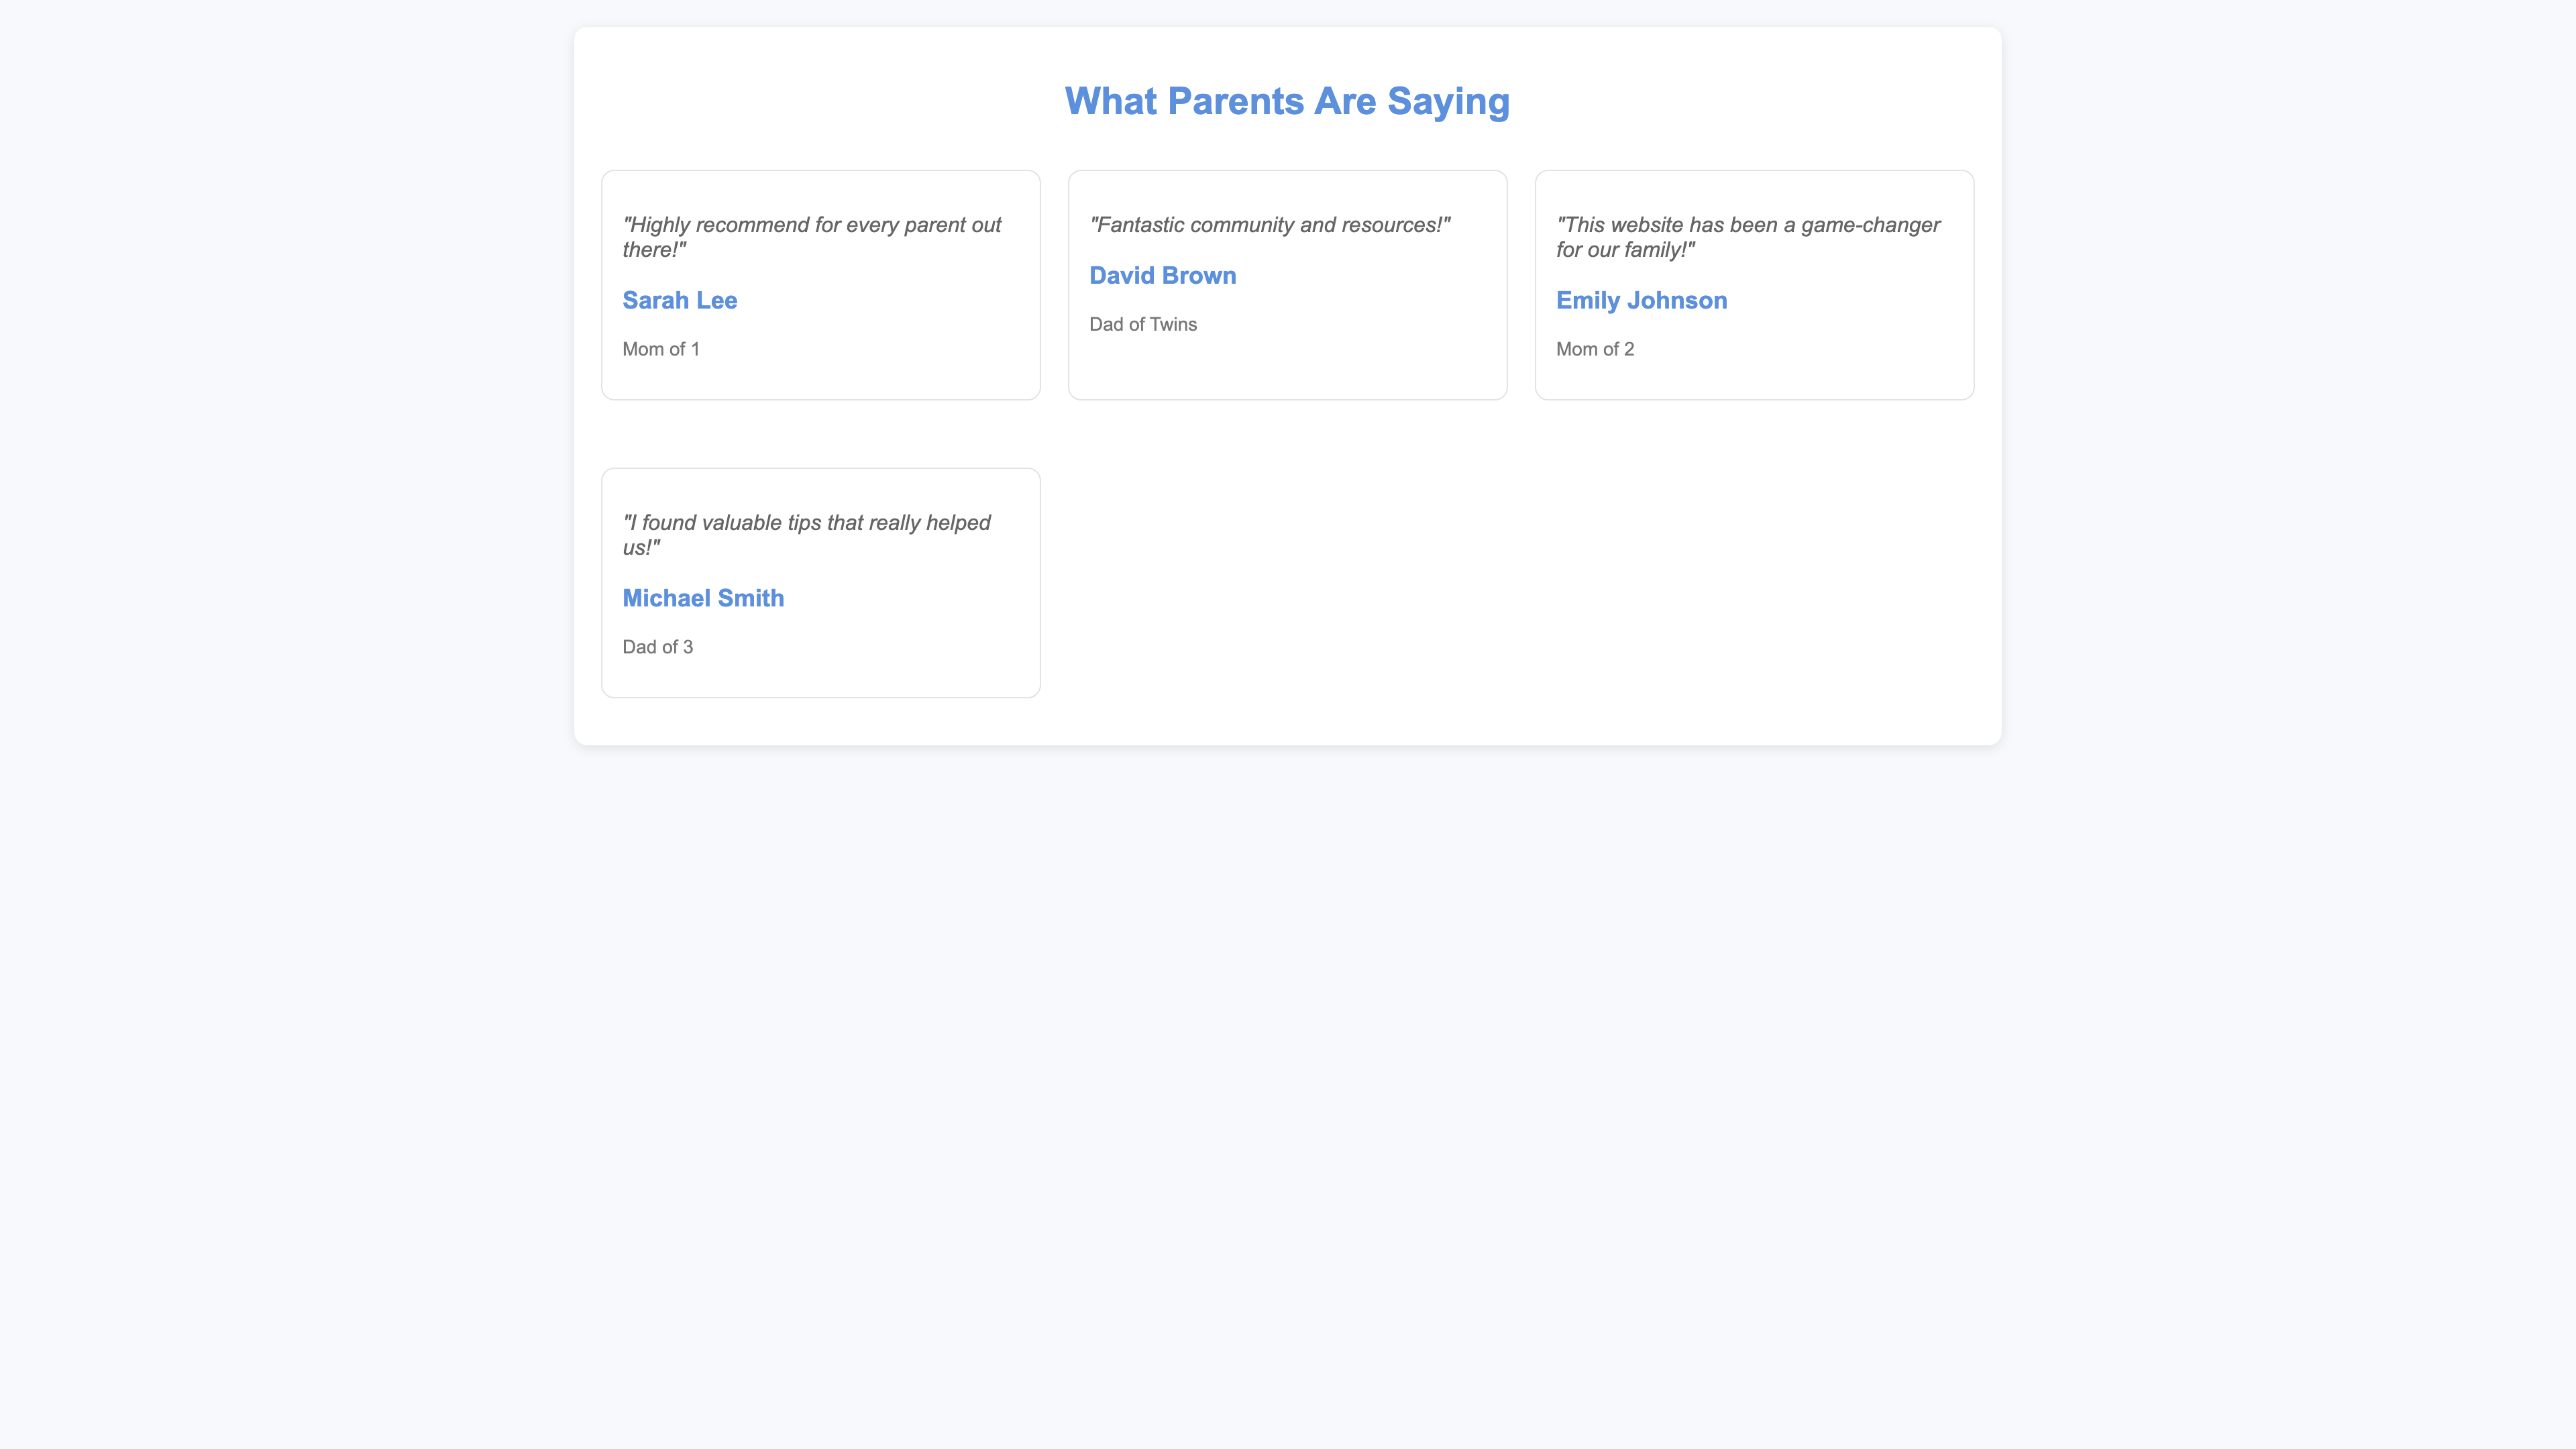 What Parents Are Saying
"Highly recommend for every parent out
there!"
Sarah Lee
Mom of 1
"Fantastic community and resources!"
David Brown
Dad of Twins
"This website has been a game-changer
for our family!"
Emily Johnson
Mom of 2
"I found valuable tips that really helped
us!"
Michael Smith
Dad of 3